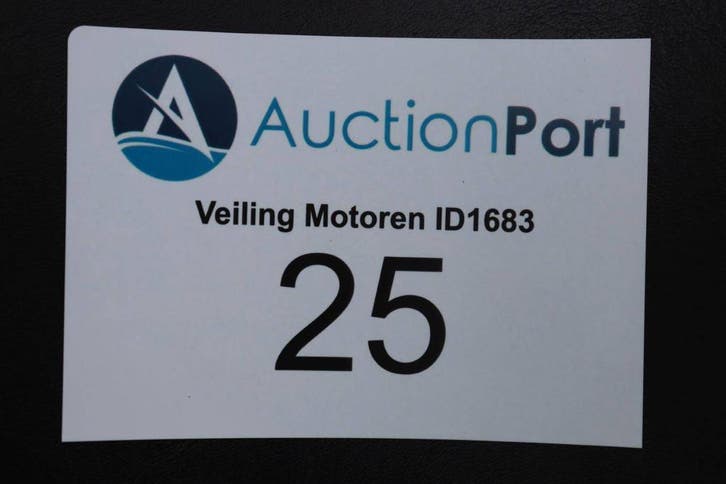 AuctionPort
Veiling Motoren ID1683
25